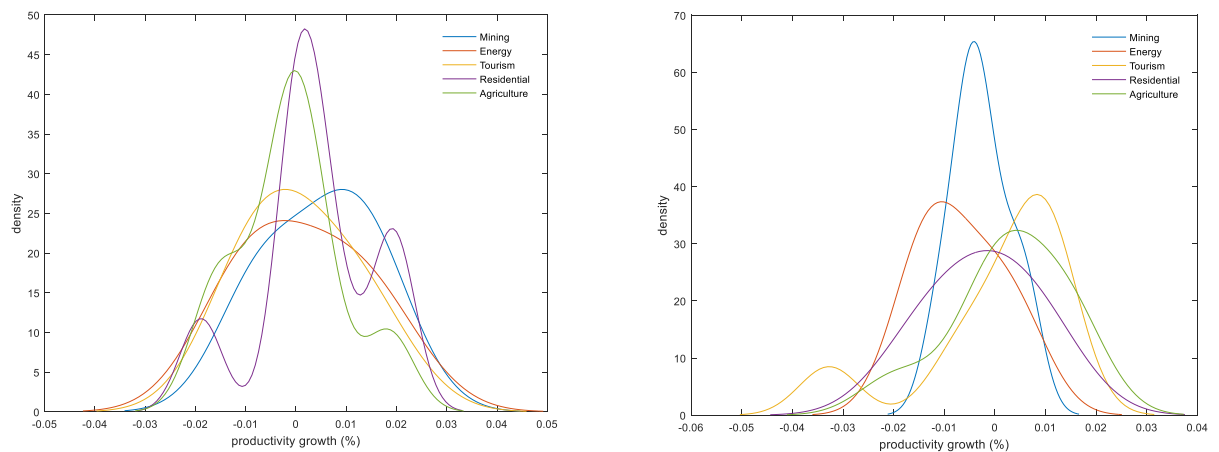 50
45
40
35
30
25
20
15
10
5
0
density
-0.05 -0.04 -0.03 -0.02 -0.01 0 0.01 0.02 0.03 0.04 0.05
productivity growth (%)
Mining
Energy
Tourism
Residential
Agriculture
70
60
50
40
30
20
10
0
density
-0.06 -0.05 -0.04 -0.03 -0.02 -0.01 0 0.01 0.02 0.03 0.04
productivity growth (%)
Mining
Energy
Tourism
Residential
Agriculture